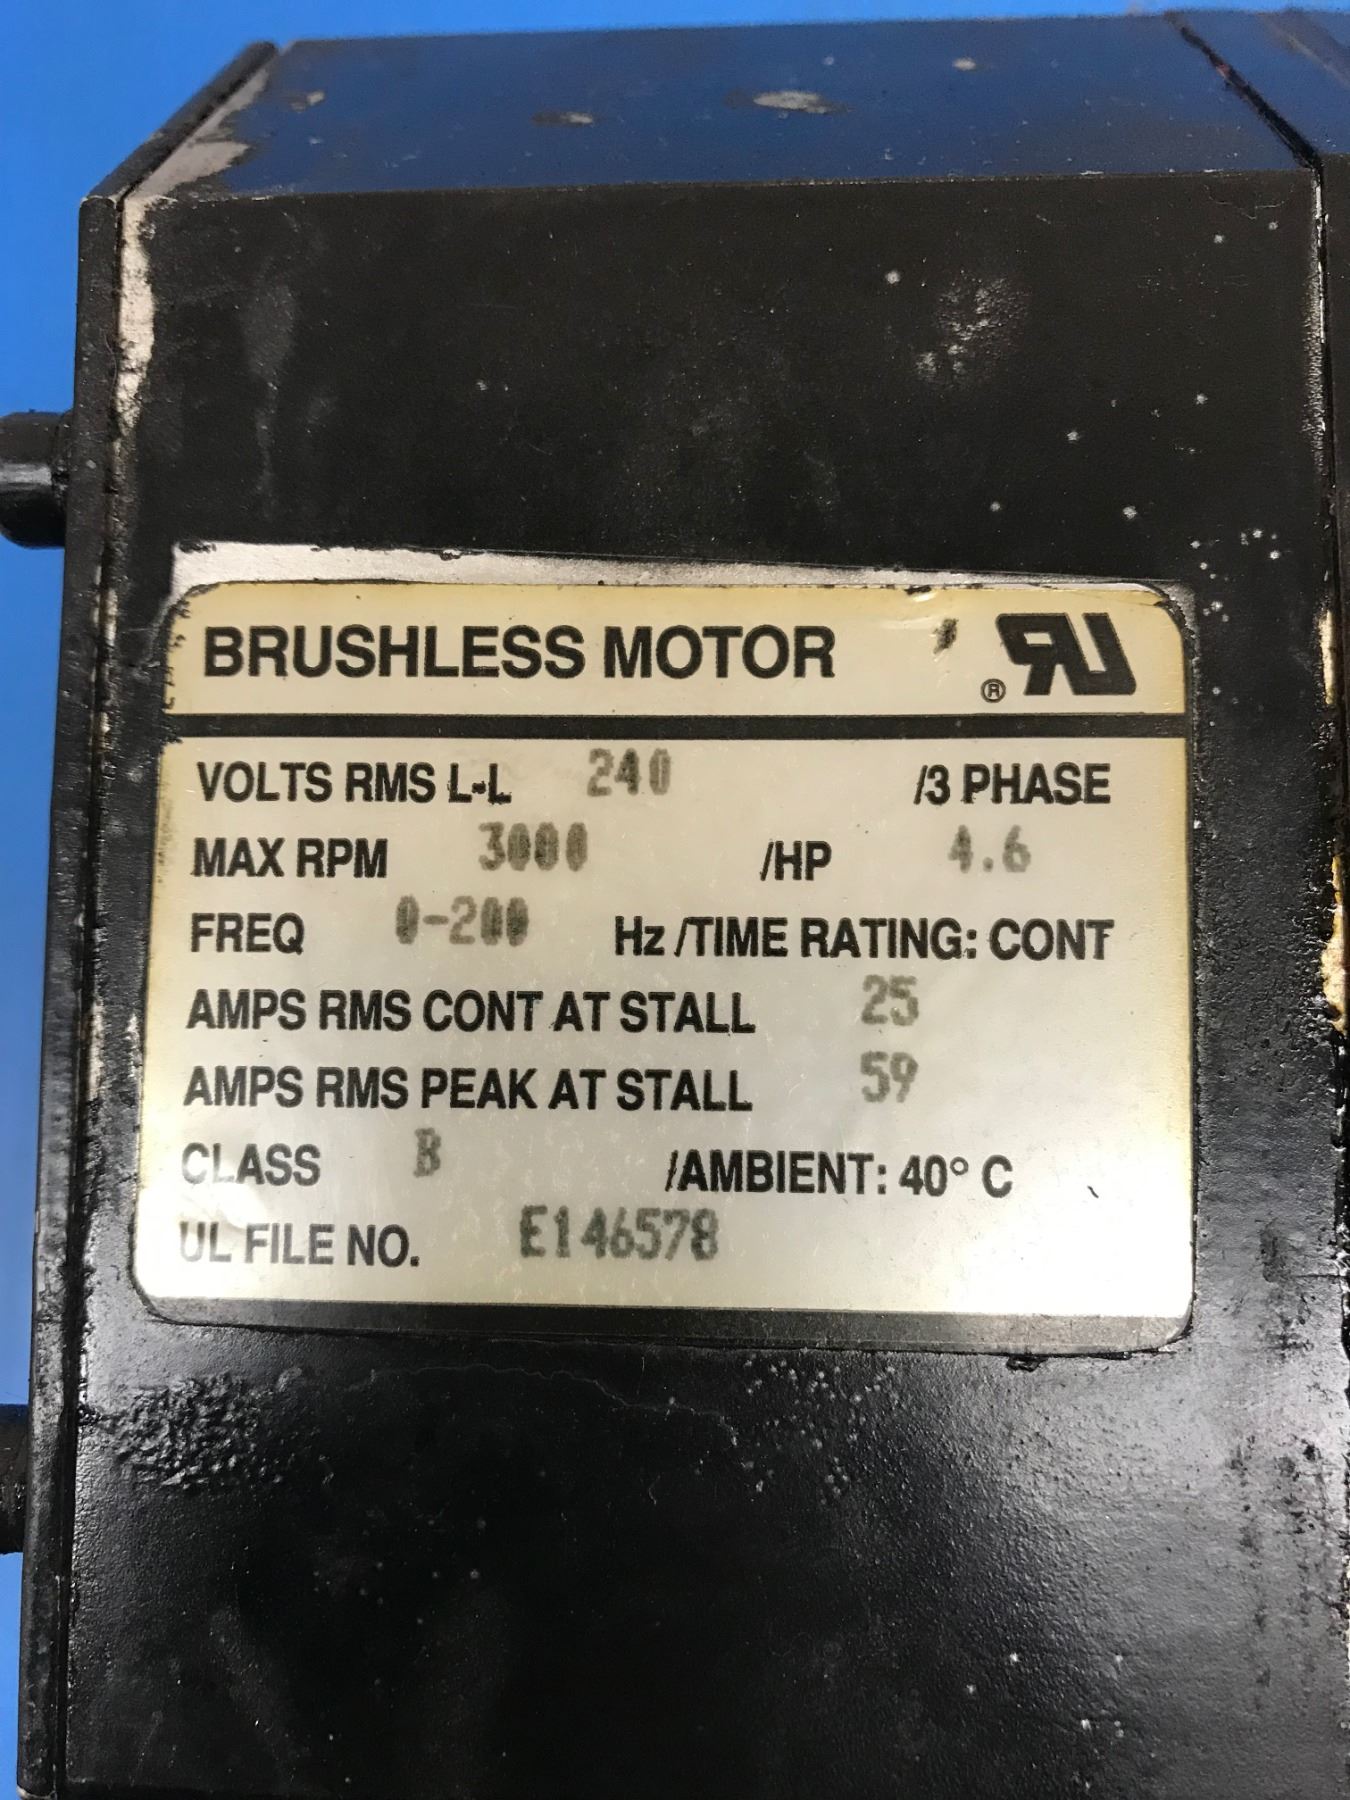 BRUSHLESS MOTOR ® RU
VOLTS RMS L-L 240 /3 PHASE
MAX RPM 3000 /HP 4.6
FREQ 0-200 Hz /TIME RATING: CONT
AMPS RMS CONT AT STALL 25
AMPS RMS PEAK AT STALL 59
CLASS B /AMBIENT: 40° C
UL FILE NO. E146578